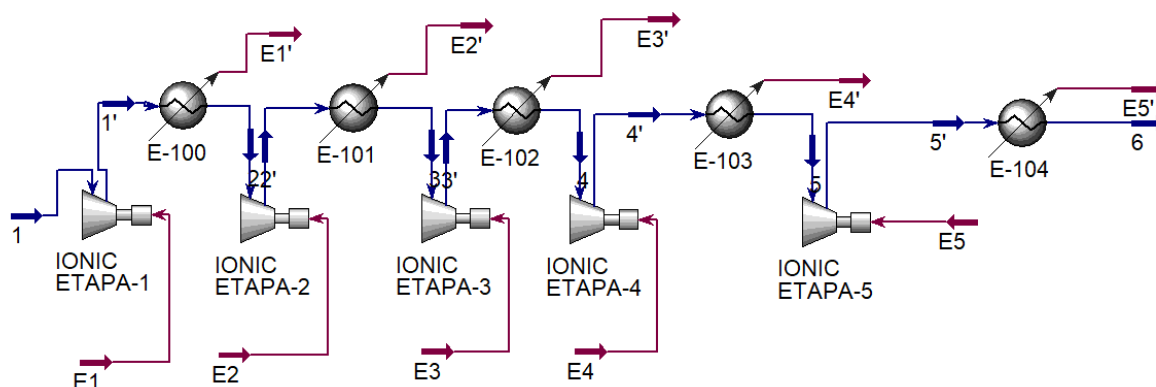 E1'
E2'
E3'
E4'
E5'
1'
4'
5'
6
E-100
E-101
E-102
E-103
E-104
22'
33'
4
5
1
E5
IONIC
ETAPA-1
IONIC
ETAPA-2
IONIC
ETAPA-3
IONIC
ETAPA-4
IONIC
ETAPA-5
E1
E2
E3
E4